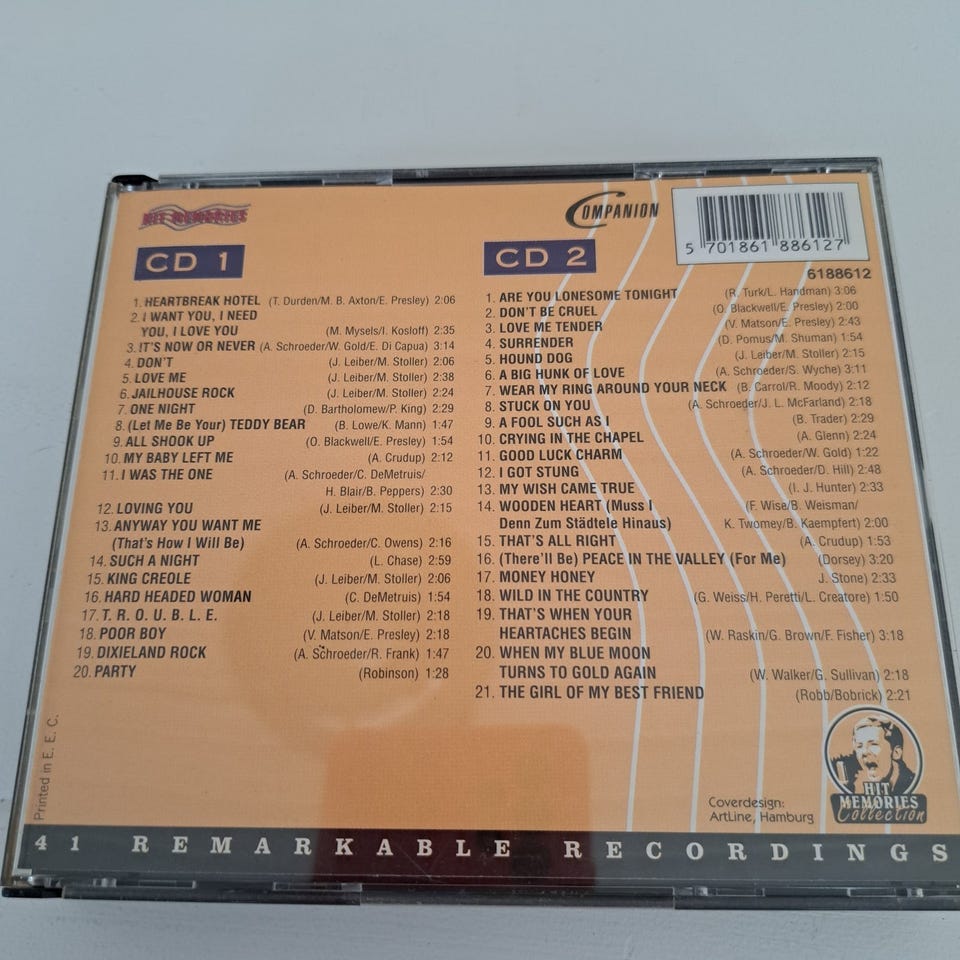 HIT MEMORIES
COMPANION
5 701861 886127
6188612
CD 1
1. HEARTBREAK HOTEL (T. Durden/M. B. Axton/E. Presley) 2:06
2. I WANT YOU, I NEED
YOU, I LOVE YOU (M. Mysels/I. Kosloff) 2:35
3. IT'S NOW OR NEVER (A. Schroeder/W. Gold/E. Di Capua) 3:14
4. DON'T (J. Leiber/M. Stoller) 2:06
5. LOVE ME (J. Leiber/M. Stoller) 2:38
6. JAILHOUSE ROCK (J. Leiber/M. Stoller) 2:24
7. ONE NIGHT (D. Bartholomew/P. King) 2:29
8. (Let Me Be Your) TEDDY BEAR (B. Lowe/K. Mann) 1:47
9. ALL SHOOK UP (O. Blackwell/E. Presley) 1:54
10. MY BABY LEFT ME (A. Crudup) 2:12
11. I WAS THE ONE (A. Schroeder/C. DeMetruis/
H. Blair/B. Peppers) 2:30
12. LOVING YOU (J. Leiber/M. Stoller) 2:15
13. ANYWAY YOU WANT ME
(That's How I Will Be) (A. Schroeder/C. Owens) 2:16
14. SUCH A NIGHT (L. Chase) 2:59
15. KING CREOLE (J. Leiber/M. Stoller) 2:06
16. HARD HEADED WOMAN (C. DeMetruis) 1:54
17. T. R. O. U. B. L. E. (J. Leiber/M. Stoller) 2:18
18. POOR BOY (V. Matson/E. Presley) 2:18
19. DIXIELAND ROCK (A. Schroeder/R. Frank) 1:47
20. PARTY (Robinson) 1:28
CD 2
1. ARE YOU LONESOME TONIGHT (R. Turk/L. Handman) 3:06
2. DON'T BE CRUEL (O. Blackwell/E. Presley) 2:00
3. LOVE ME TENDER (V. Matson/E. Presley) 2:43
4. SURRENDER (D. Pomus/M. Shuman) 1:54
5. HOUND DOG (J. Leiber/M. Stoller) 2:15
6. A BIG HUNK OF LOVE (A. Schroeder/S. Wyche) 3:11
7. WEAR MY RING AROUND YOUR NECK (B. Carrol/R. Moody) 2:12
8. STUCK ON YOU (A. Schroeder/J. L. McFarland) 2:18
9. A FOOL SUCH AS I (B. Trader) 2:29
10. CRYING IN THE CHAPEL (A. Glenn) 2:24
11. GOOD LUCK CHARM (A. Schroeder/W. Gold) 1:22
12. I GOT STUNG (A. Schroeder/D. Hill) 2:48
13. MY WISH CAME TRUE (I. J. Hunter) 2:33
14. WOODEN HEART (Muss I (F. Wise/B. Weisman/
Denn Zum Städtele Hinaus) K. Twomey/B. Kaempfert) 2:00
15. THAT'S ALL RIGHT (A. Crudup) 1:53
16. (There'll Be) PEACE IN THE VALLEY (For Me) (Dorsey) 3:20
17. MONEY HONEY J. Stone) 2:33
18. WILD IN THE COUNTRY (G. Weiss/H. Peretti/L. Creatore) 1:50
19. THAT'S WHEN YOUR
HEARTACHES BEGIN (W. Raskin/G. Brown/F. Fisher) 3:18
20. WHEN MY BLUE MOON
TURNS TO GOLD AGAIN (W. Walker/G. Sullivan) 2:18
21. THE GIRL OF MY BEST FRIEND (Robb/Bobrick) 2:21
Printed in E. E. C.
Coverdesign:
ArtLine, Hamburg
HIT
MEMORIES
Collection
41 REMARKABLE RECORDINGS